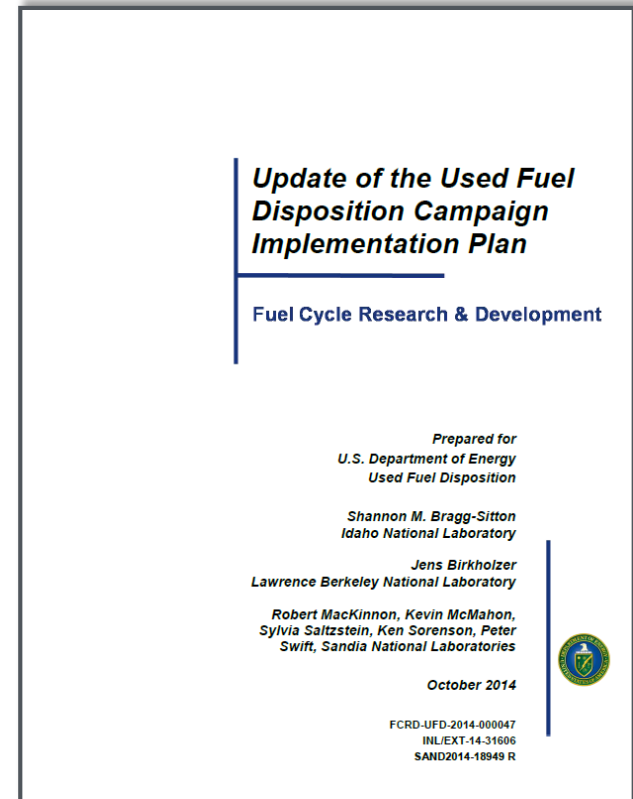 Update of the Used Fuel
Disposition Campaign
Implementation Plan
Fuel Cycle Research & Development
Prepared for
U.S. Department of Energy
Used Fuel Disposition
Shannon M. Bragg-Sitton
Idaho National Laboratory
Jens Birkholzer
Lawrence Berkeley National Laboratory
Robert MacKinnon, Kevin McMahon,
Sylvia Saltzstein, Ken Sorenson, Peter
Swift, Sandia National Laboratories
October 2014
FCRD-UFD-2014-000047
INL/EXT-14-31606
SAND2014-18949 R